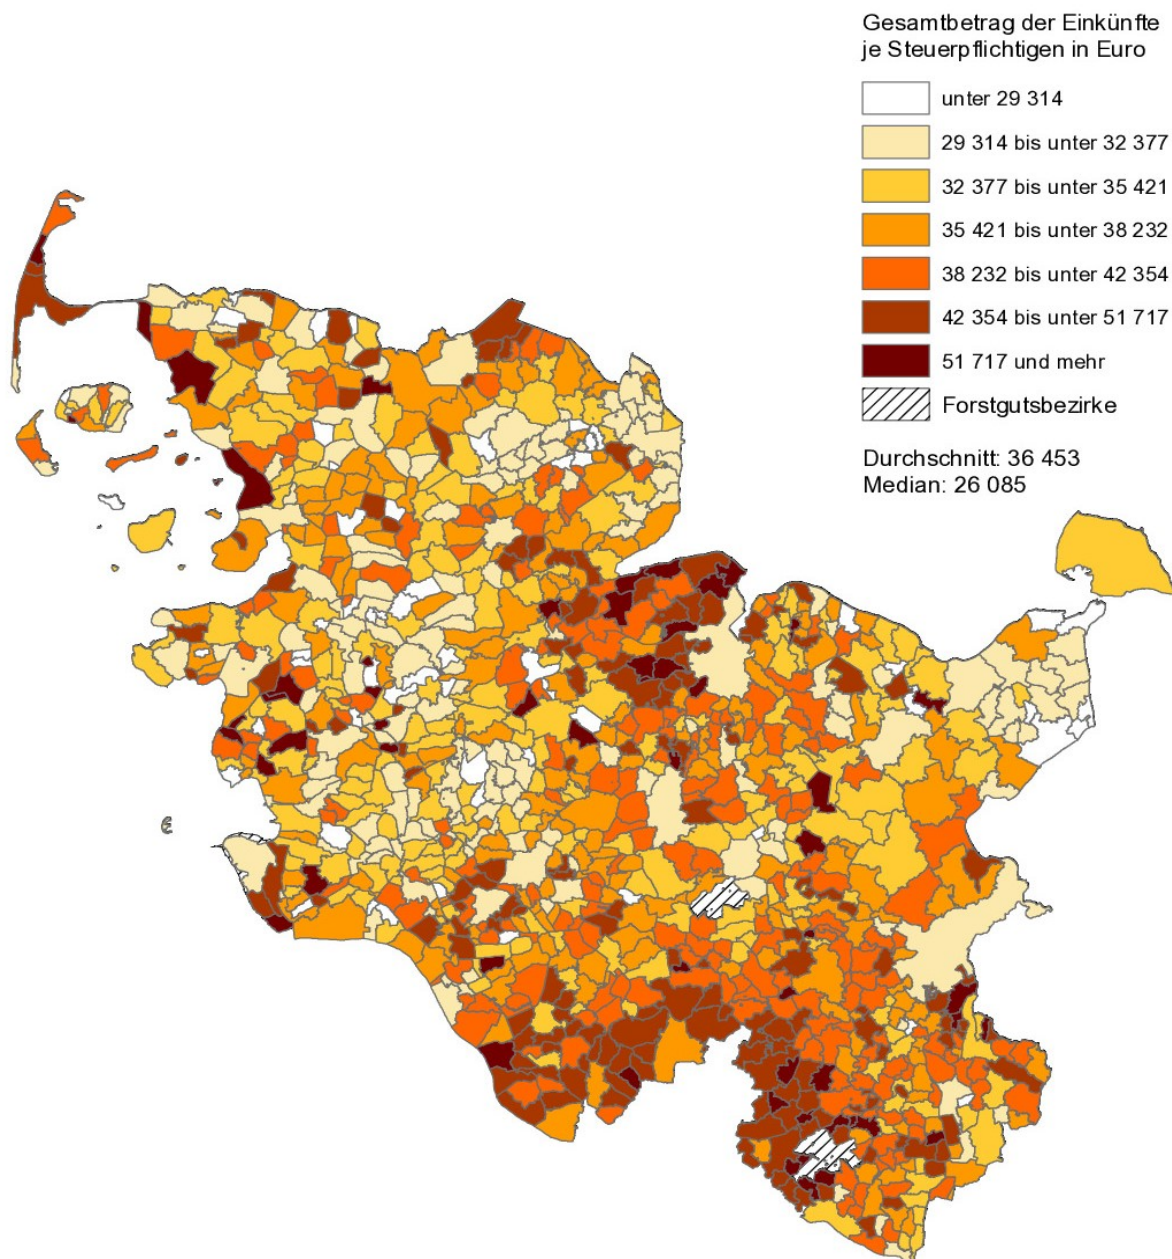 Gesamtbetrag der Einkünfte
je Steuerpflichtigen in Euro
unter 29 314
29 314 bis unter 32 377
32 377 bis unter 35 421
35 421 bis unter 38 232
38 232 bis unter 42 354
42 354 bis unter 51 717
51 717 und mehr
Forstgutsbezirke
Durchschnitt: 36 453
Median: 26 085